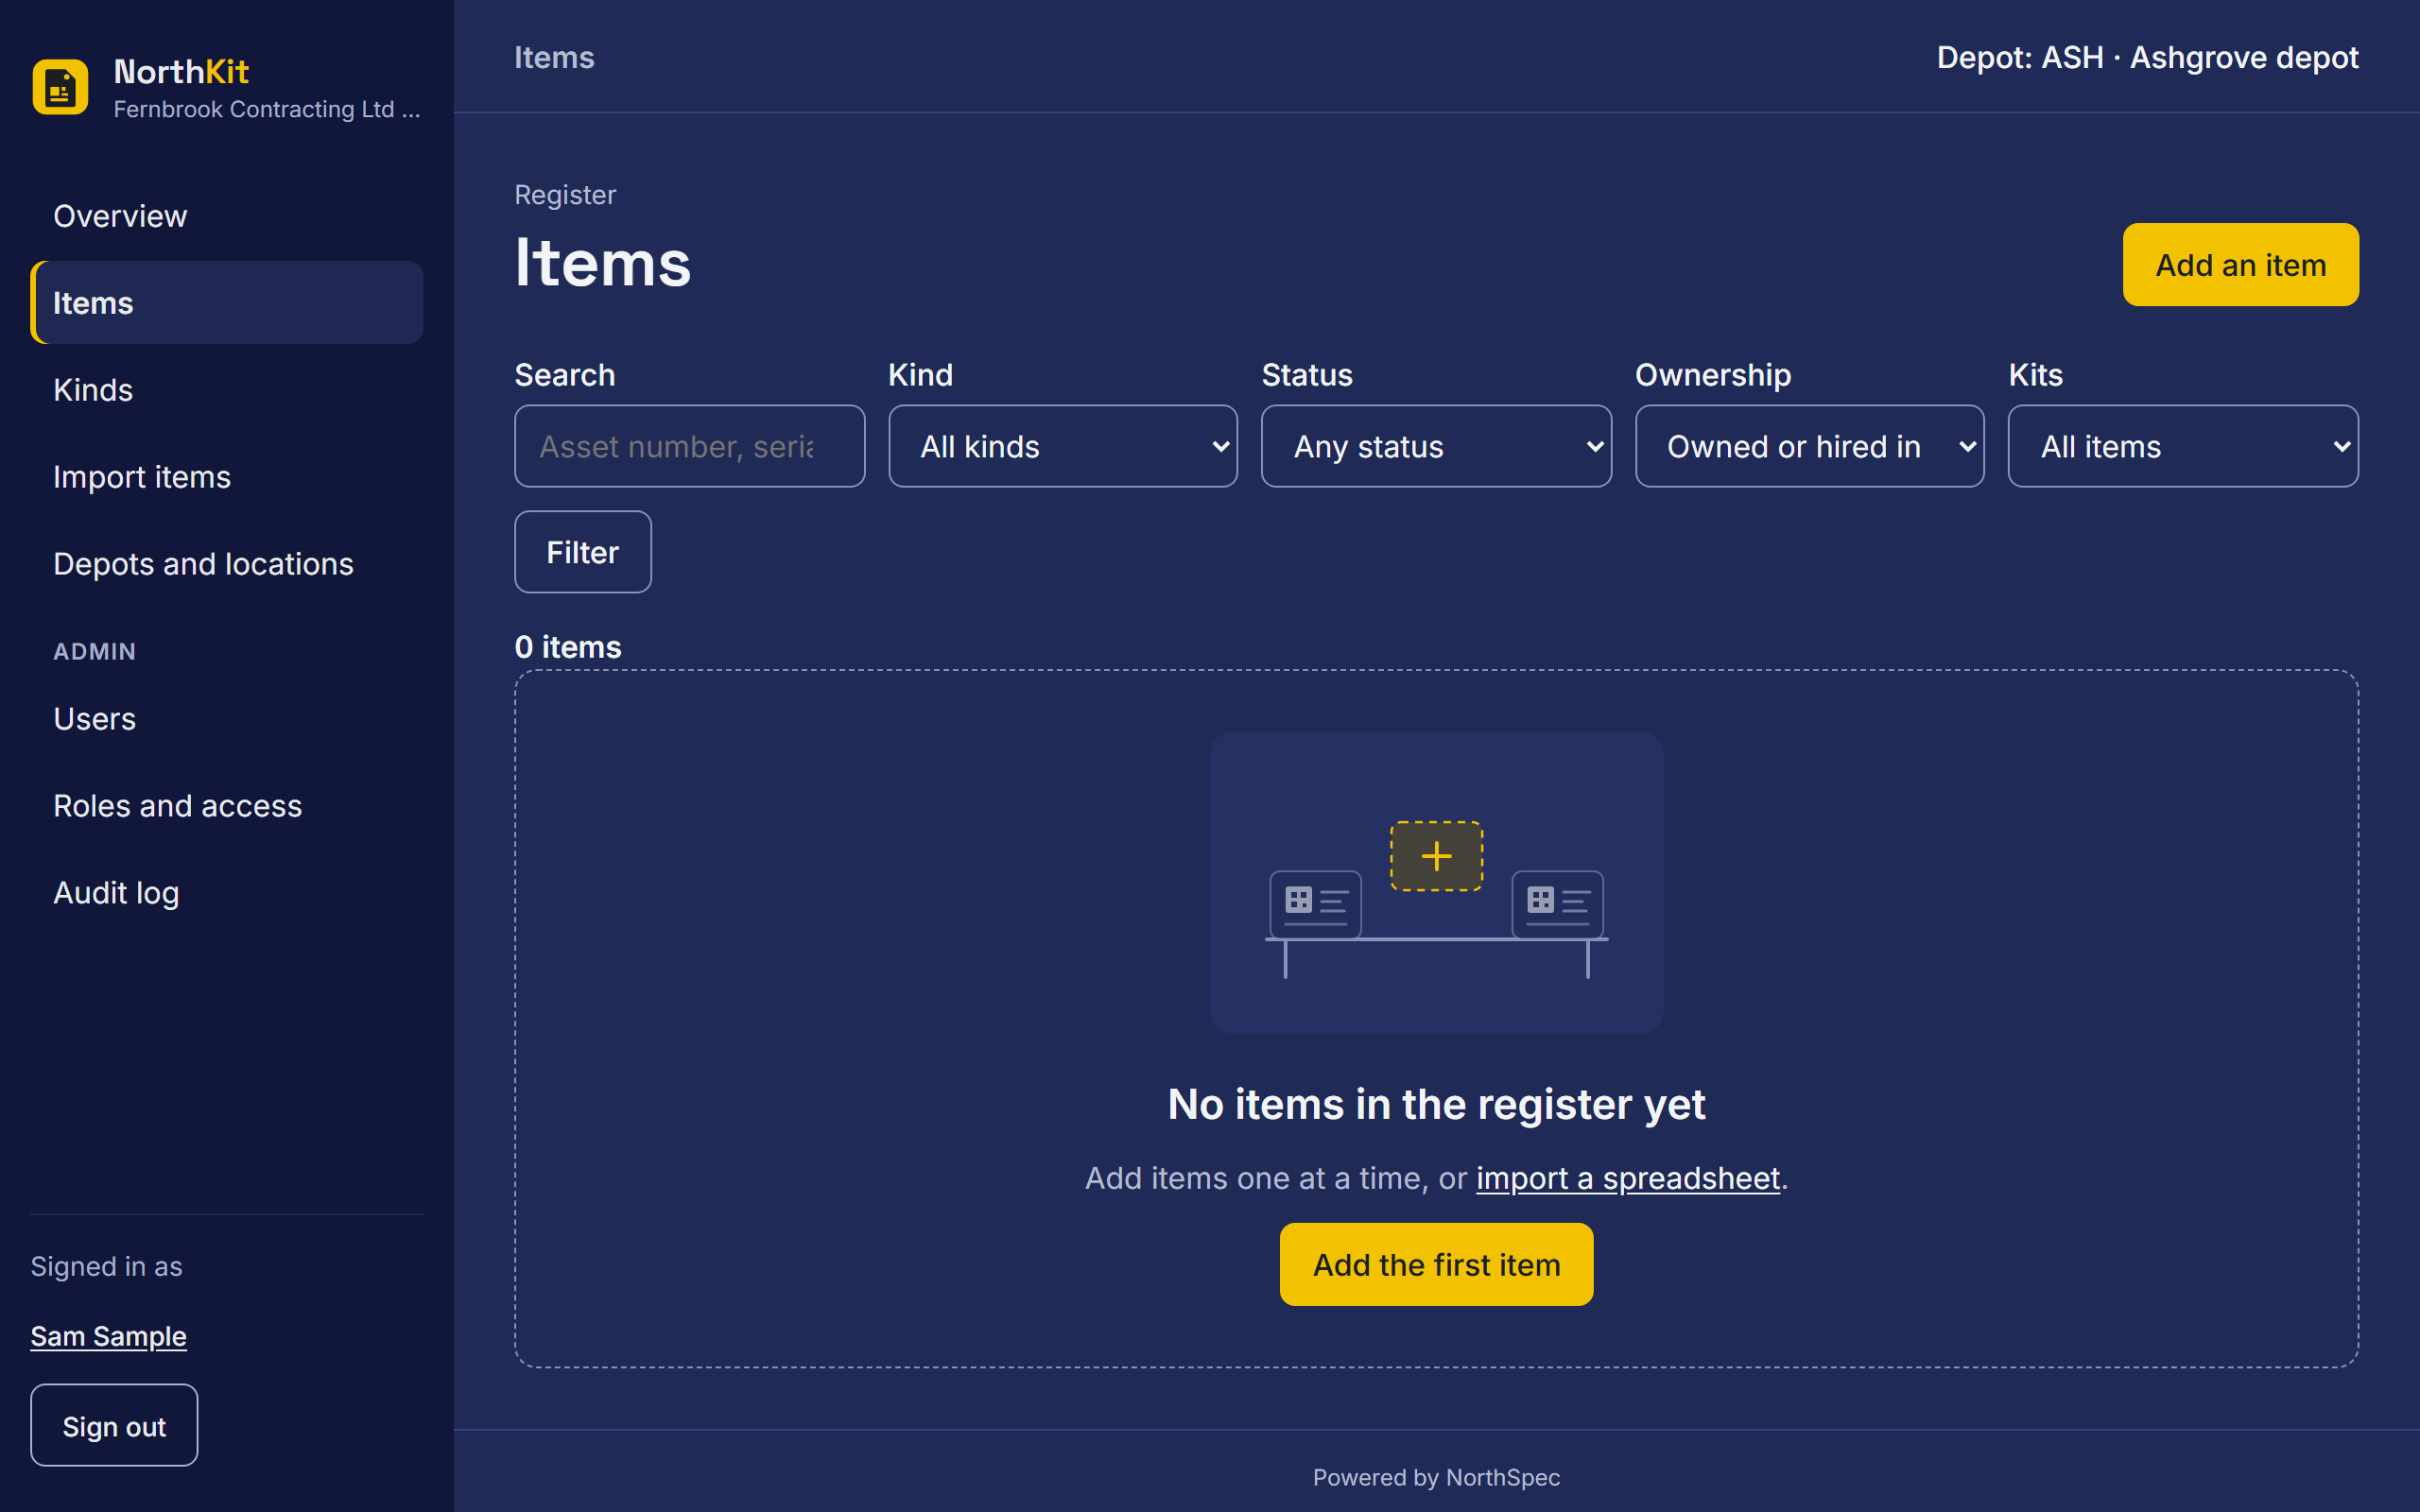 NorthKit
Fernbrook Contracting Ltd ...
Overview
Items
Kinds
Import items
Depots and locations
ADMIN
Users
Roles and access
Audit log
Signed in as
Sam Sample
Sign out
Items
Depot: ASH · Ashgrove depot
Register
Items
Add an item
Search
Kind
Status
Ownership
Kits
Asset number, seria
All kinds
Any status
Owned or hired in
All items
Filter
0 items
No items in the register yet
Add items one at a time, or import a spreadsheet.
Add the first item
Powered by NorthSpec